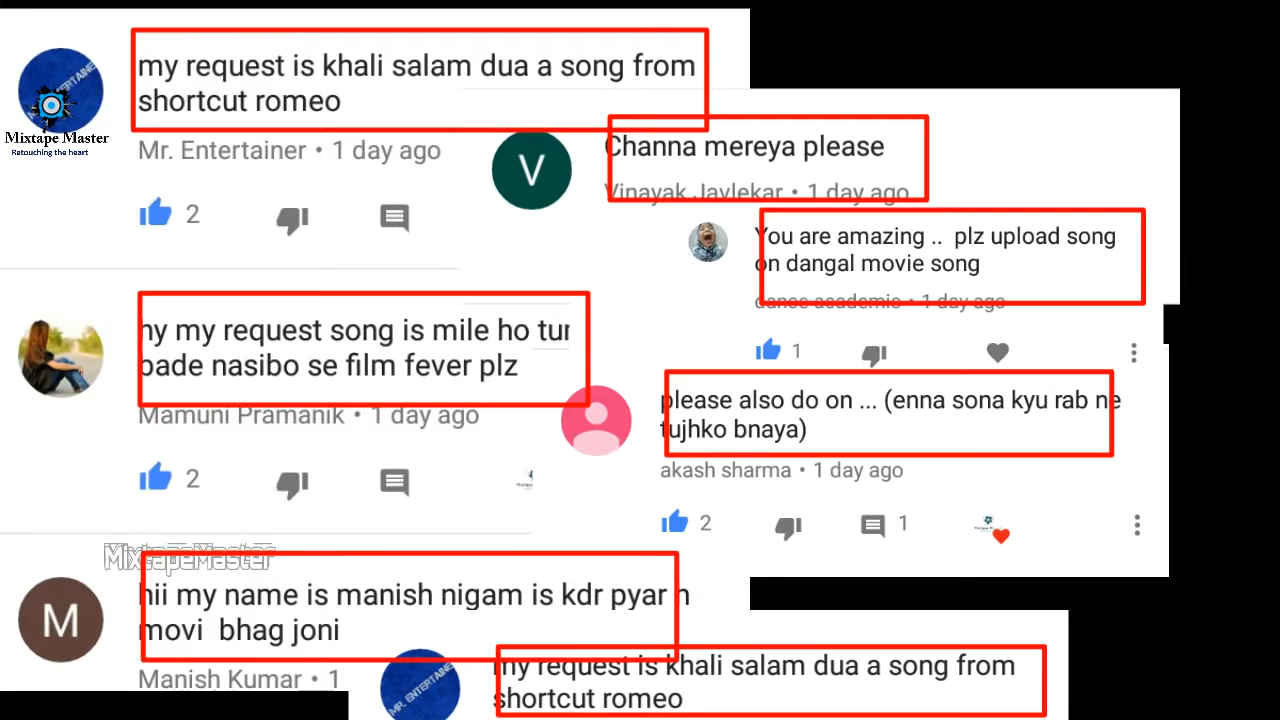 my request is khali salam dua a song from
shortcut romeo
Mr. Entertainer • 1 day ago
2
ERTAINE
Mixtape Master
Retouching the heart
V
Channa mereya please
Vinayak Javlekar • 1 day ago
You are amazing .. plz upload song
on dangal movie song
dance academic • 1 day ago
1
hy my request song is mile ho tum
bade nasibo se film fever plz
Mamuni Pramanik • 1 day ago
2
please also do on ... (enna sona kyu rab ne
tujhko bnaya)
akash sharma • 1 day ago
2
1
MixtapeMaster
M
hii my name is manish nigam is kdr pyar h
movi bhag joni
Manish Kumar • 1
MR. ENTERTAINE
my request is khali salam dua a song from
shortcut romeo